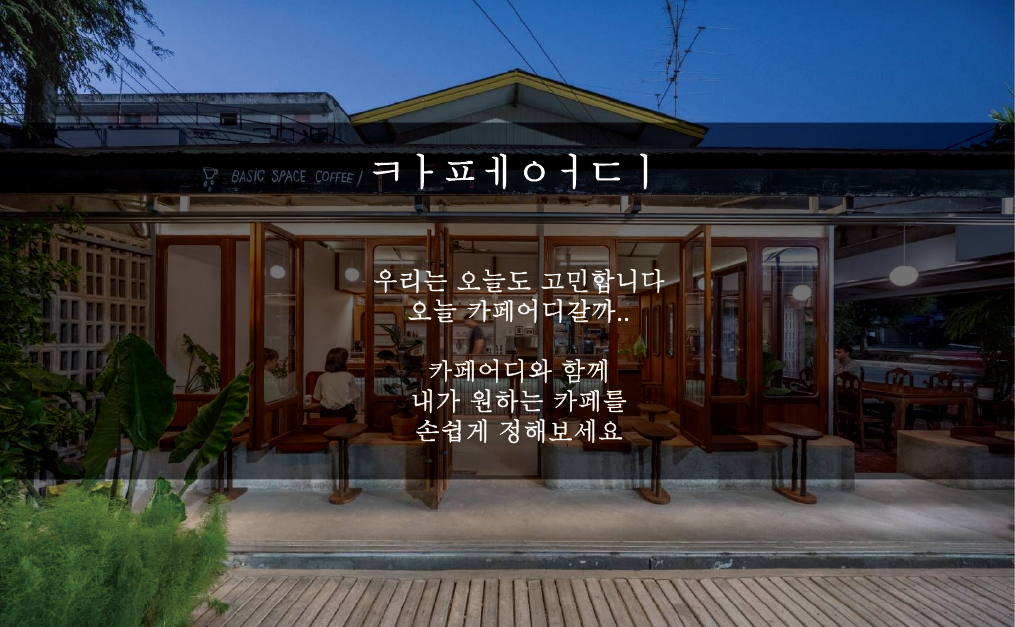 BASIC SPACE COFFEE/
ㅋㅏㅍㅔㅇㅓㄷㅣ
우리는 오늘도 고민합니다
오늘 카페어디갈까..
카페어디와 함께
내가 원하는 카페를
손쉽게 정해보세요